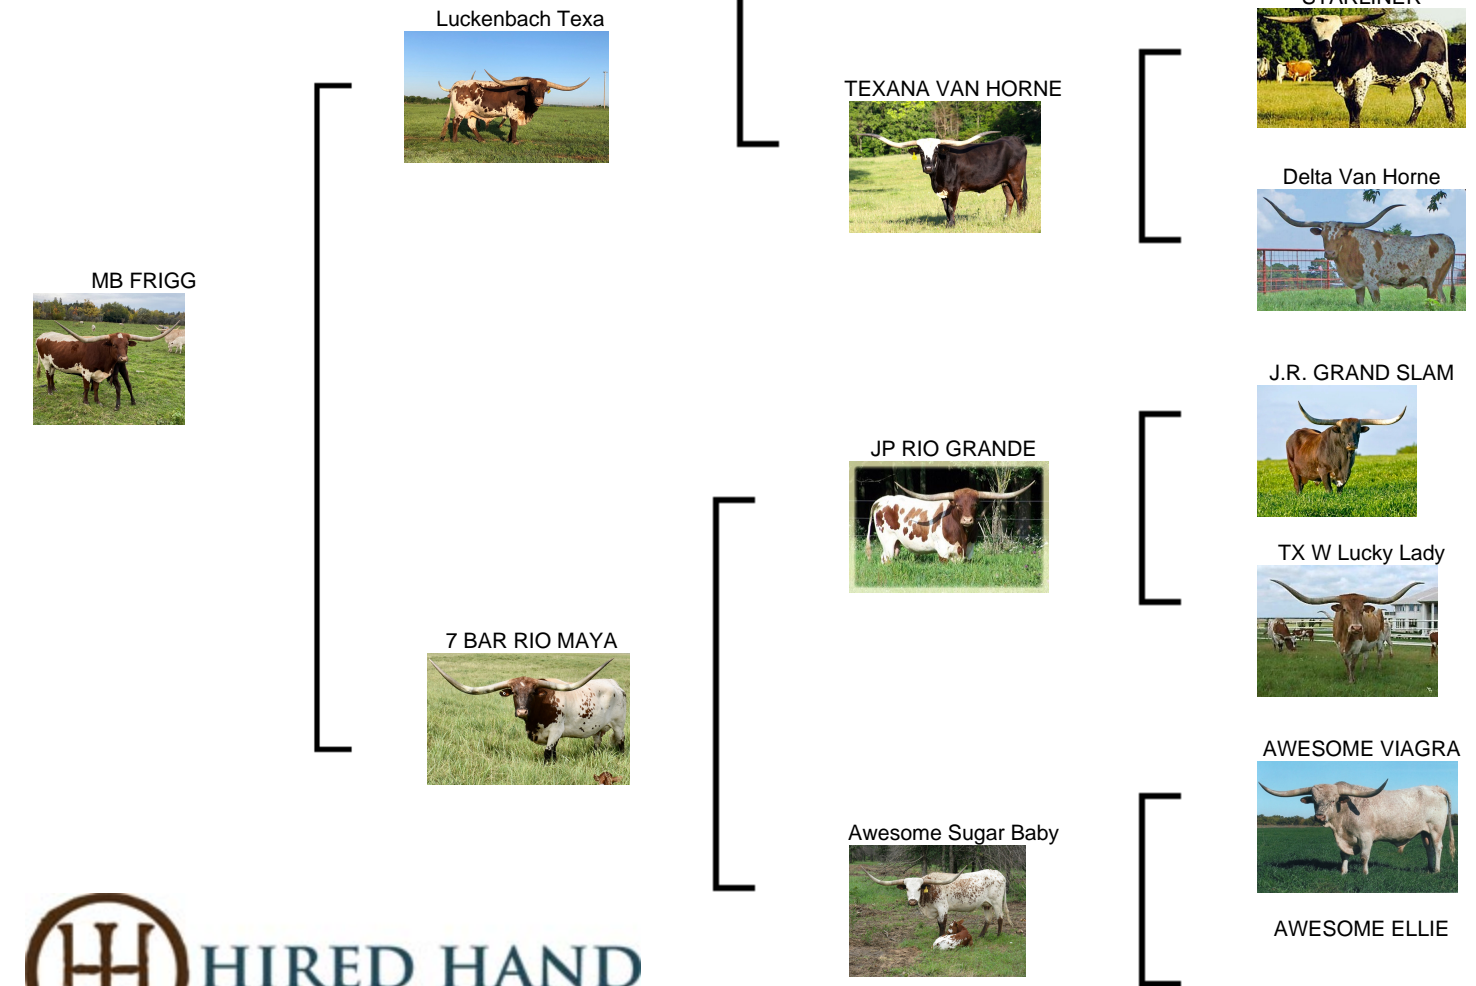 Luckenbach Texa
STARLINER
TEXANA VAN HORNE
Delta Van Horne
MB FRIGG
J.R. GRAND SLAM
JP RIO GRANDE
TX W Lucky Lady
7 BAR RIO MAYA
AWESOME VIAGRA
Awesome Sugar Baby
AWESOME ELLIE
HIRED HAND